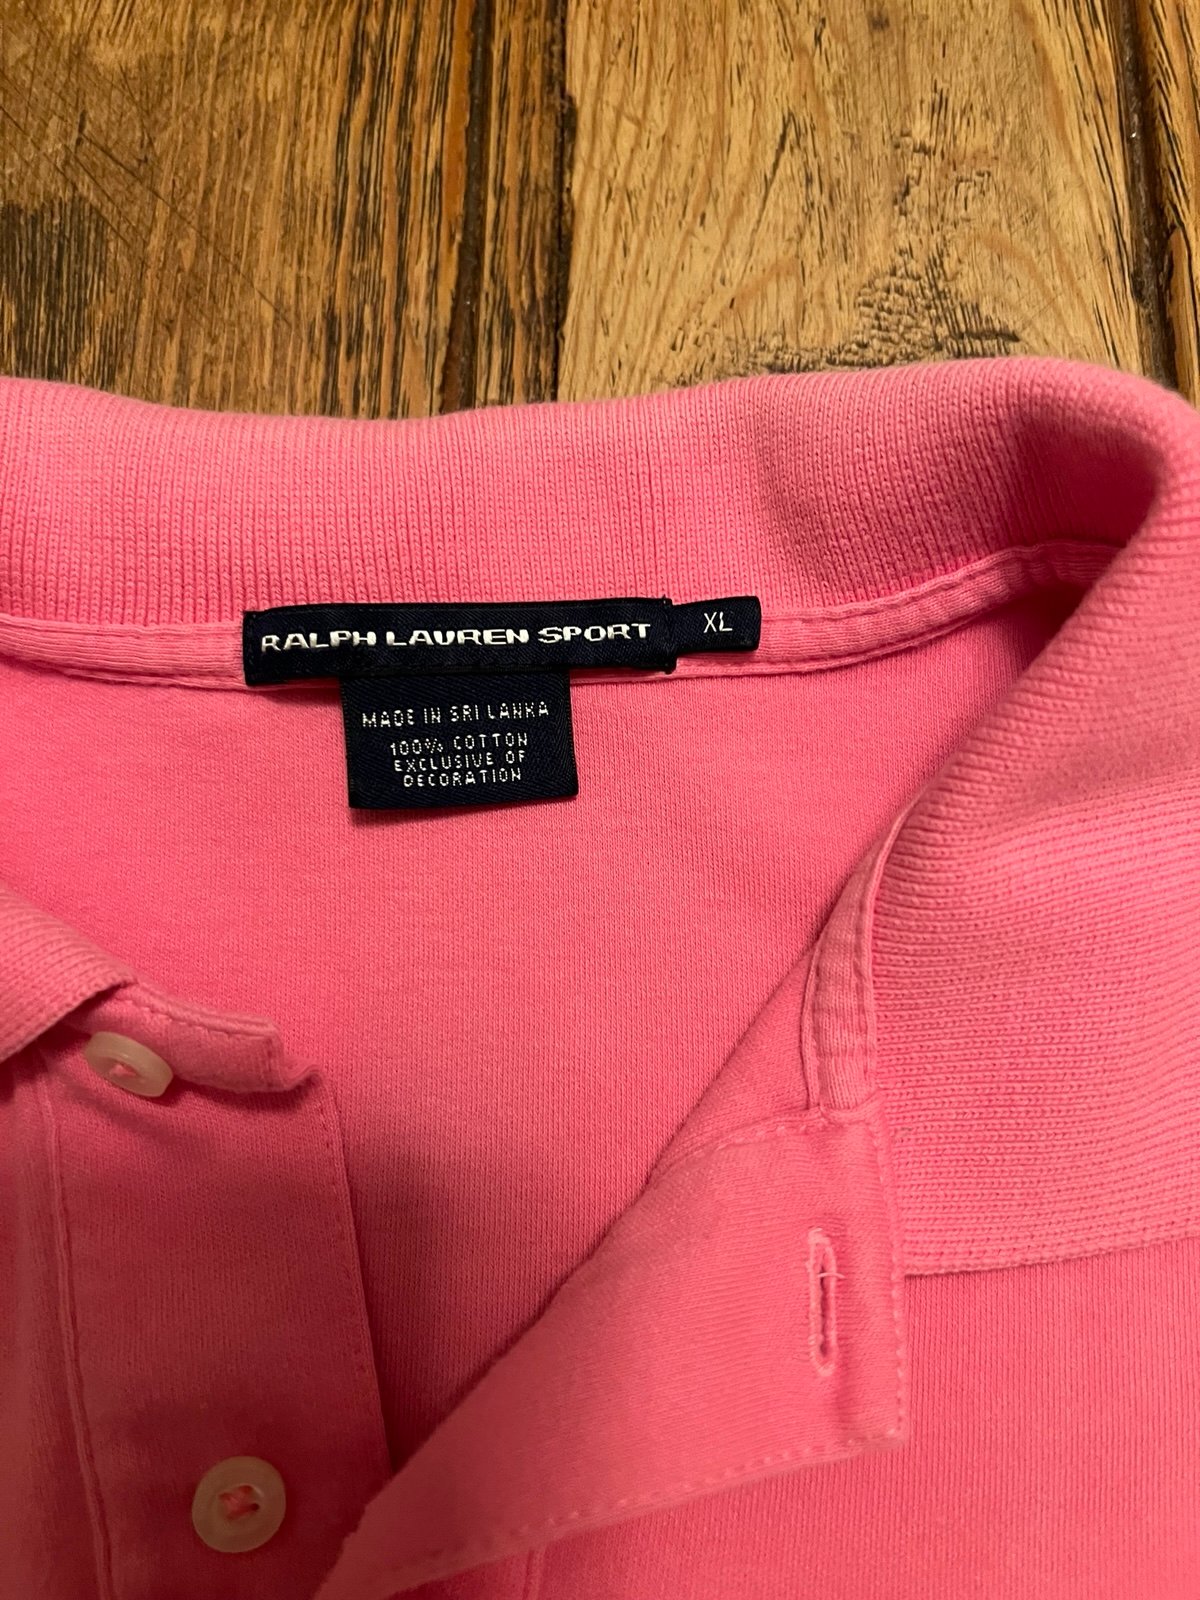 RALPH LAUREN SPORT
XL
MADE IN SRI LANKA
100% COTTON
EXCLUSIVE OF
DECORATION